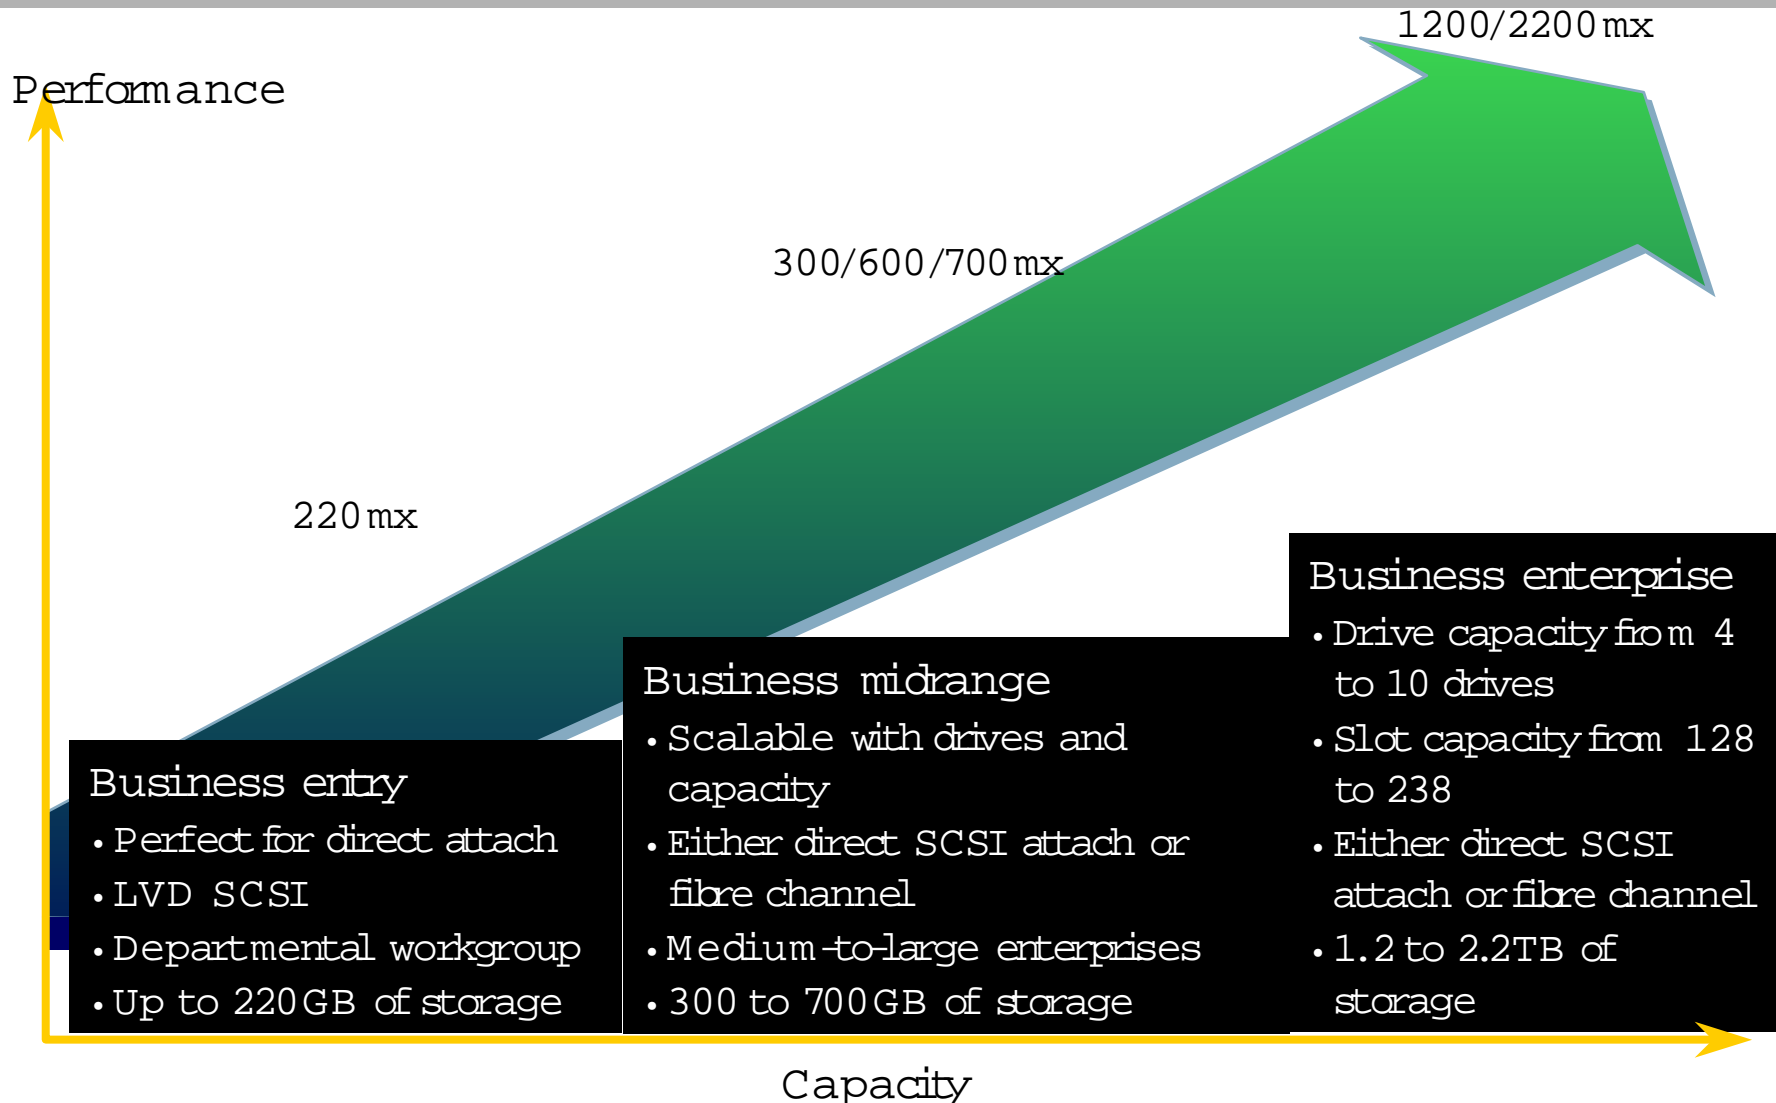 1200/2200mx
Performance
300/600/700mx
220mx
Business entry
• Perfect for direct attach
• LVD SCSI
• Departmental workgroup
• Up to 220GB of storage
Business midrange
• Scalable with drives and
capacity
• Either direct SCSI attach or
fibre channel
• Medium-to-large enterprises
• 300 to 700GB of storage
Business enterprise
• Drive capacity from 4
to 10 drives
• Slot capacity from 128
to 238
• Either direct SCSI
attach or fibre channel
• 1.2 to 2.2TB of
storage
Capacity